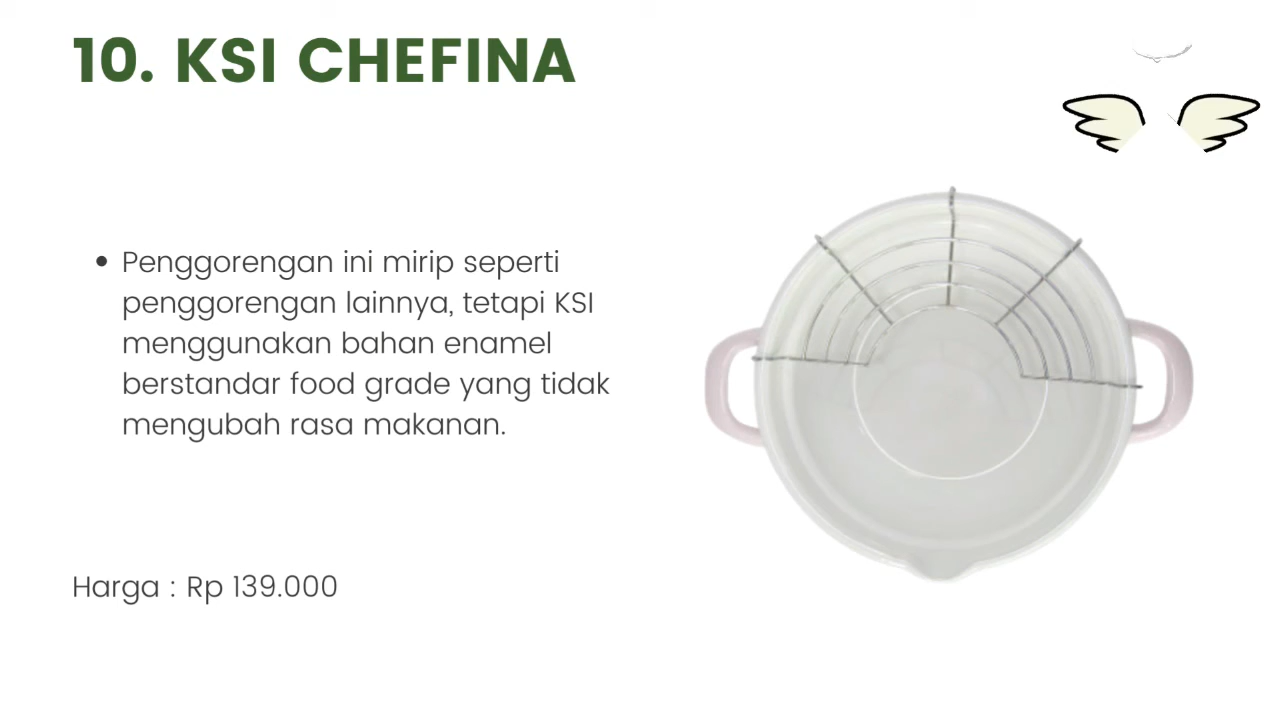 10. KSI CHEFINA
• Penggorengan ini mirip seperti
penggorengan lainnya, tetapi KSI
menggunakan bahan enamel
berstandar food grade yang tidak
mengubah rasa makanan.
Harga : Rp 139.000